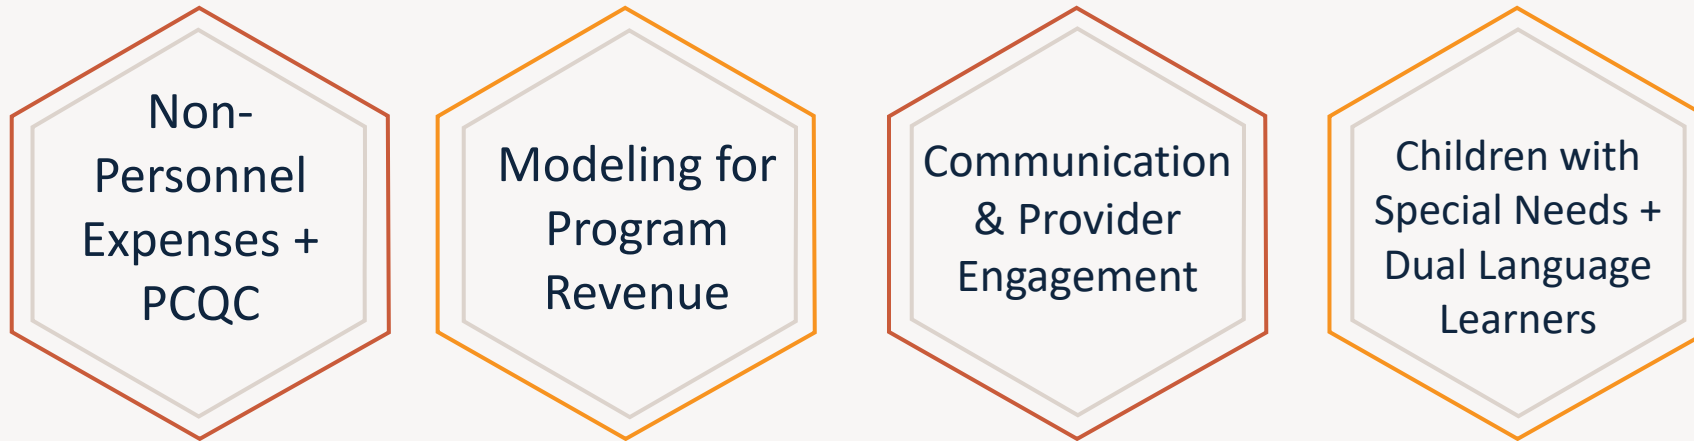 Non-
Personnel
Expenses +
PCQC
Modeling for
Program
Revenue
Communication
& Provider
Engagement
Children with
Special Needs +
Dual Language
Learners